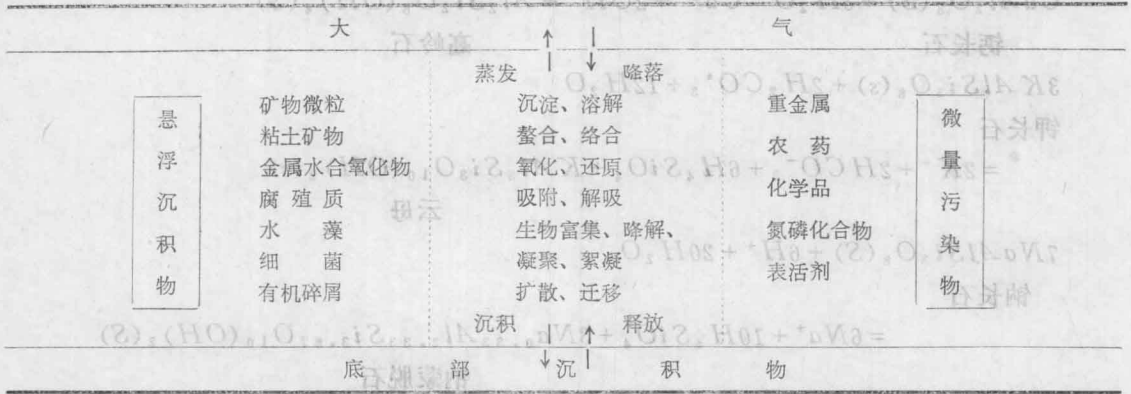 大 气
蒸发 降落
悬浮沉积物
矿物微粒
粘土矿物
金属水合氧化物
腐殖质
水藻
细菌
有机碎屑
沉淀、溶解
螯合、络合
氧化、还原
吸附、解吸
生物富集、降解、
凝聚、絮凝
扩散、迁移
重金属
农药
化学品
氮磷化合物
表活剂
微量污染物
沉积 释放
底部沉积物